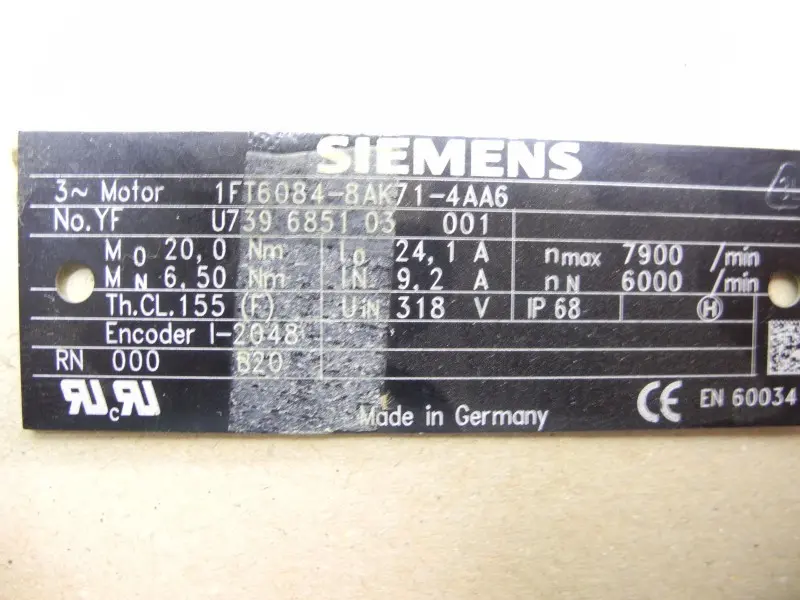 SIEMENS
3~ Motor 1FT6084-8AK71-4AA6
No.YF U739 6851 03 001
M0 20,0 Nm I0 24,1 A nmax 7900 /min
MN 6,50 Nm IN 9,2 A nN 6000 /min
Th.CL.155 (F) UiN 318 V IP 68 H
Encoder I-2048
RN 000 B20
RU c RU Made in Germany CE EN 60034